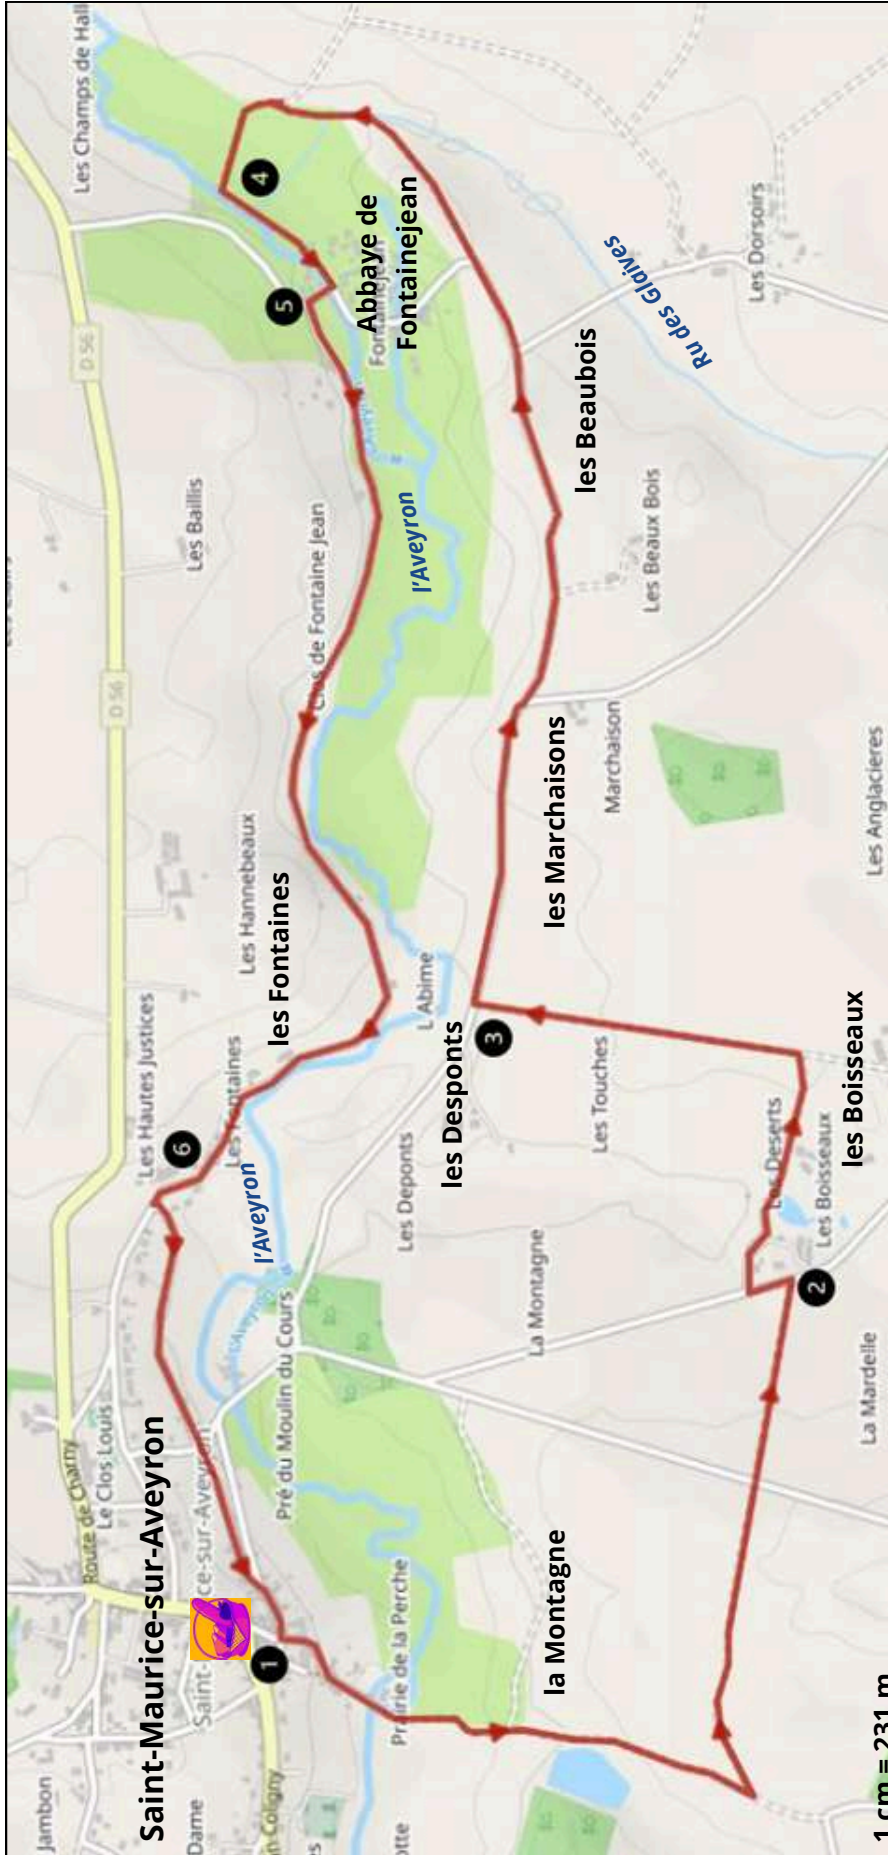 Saint-Maurice-sur-Aveyron
la Montagne
les Boisseaux
les Desponts
les Fontaines
les Marchaisons
les Beaubois
Abbaye de
Fontainejean
l'Aveyron
l'Aveyron
Ru des Glaives
1
2
3
4
5
6
Jambon
Dame
Route de Charny
Le Clos Louis
Pré du Moulin du Cours
Prairie de la Perche
Les Hautes Justices
Les Fontaines
Les Hannebeaux
Clos de Fontaine Jean
Les Baillis
D 56
D 56
L'Abime
Les Deponts
Les Touches
La Montagne
Les Deserts
Les Boisseaux
La Mardelle
Marchaison
Les Anglacieres
Les Beaux Bois
Les Dorsoirs
Les Champs de
Coligny
1 cm = 231 m